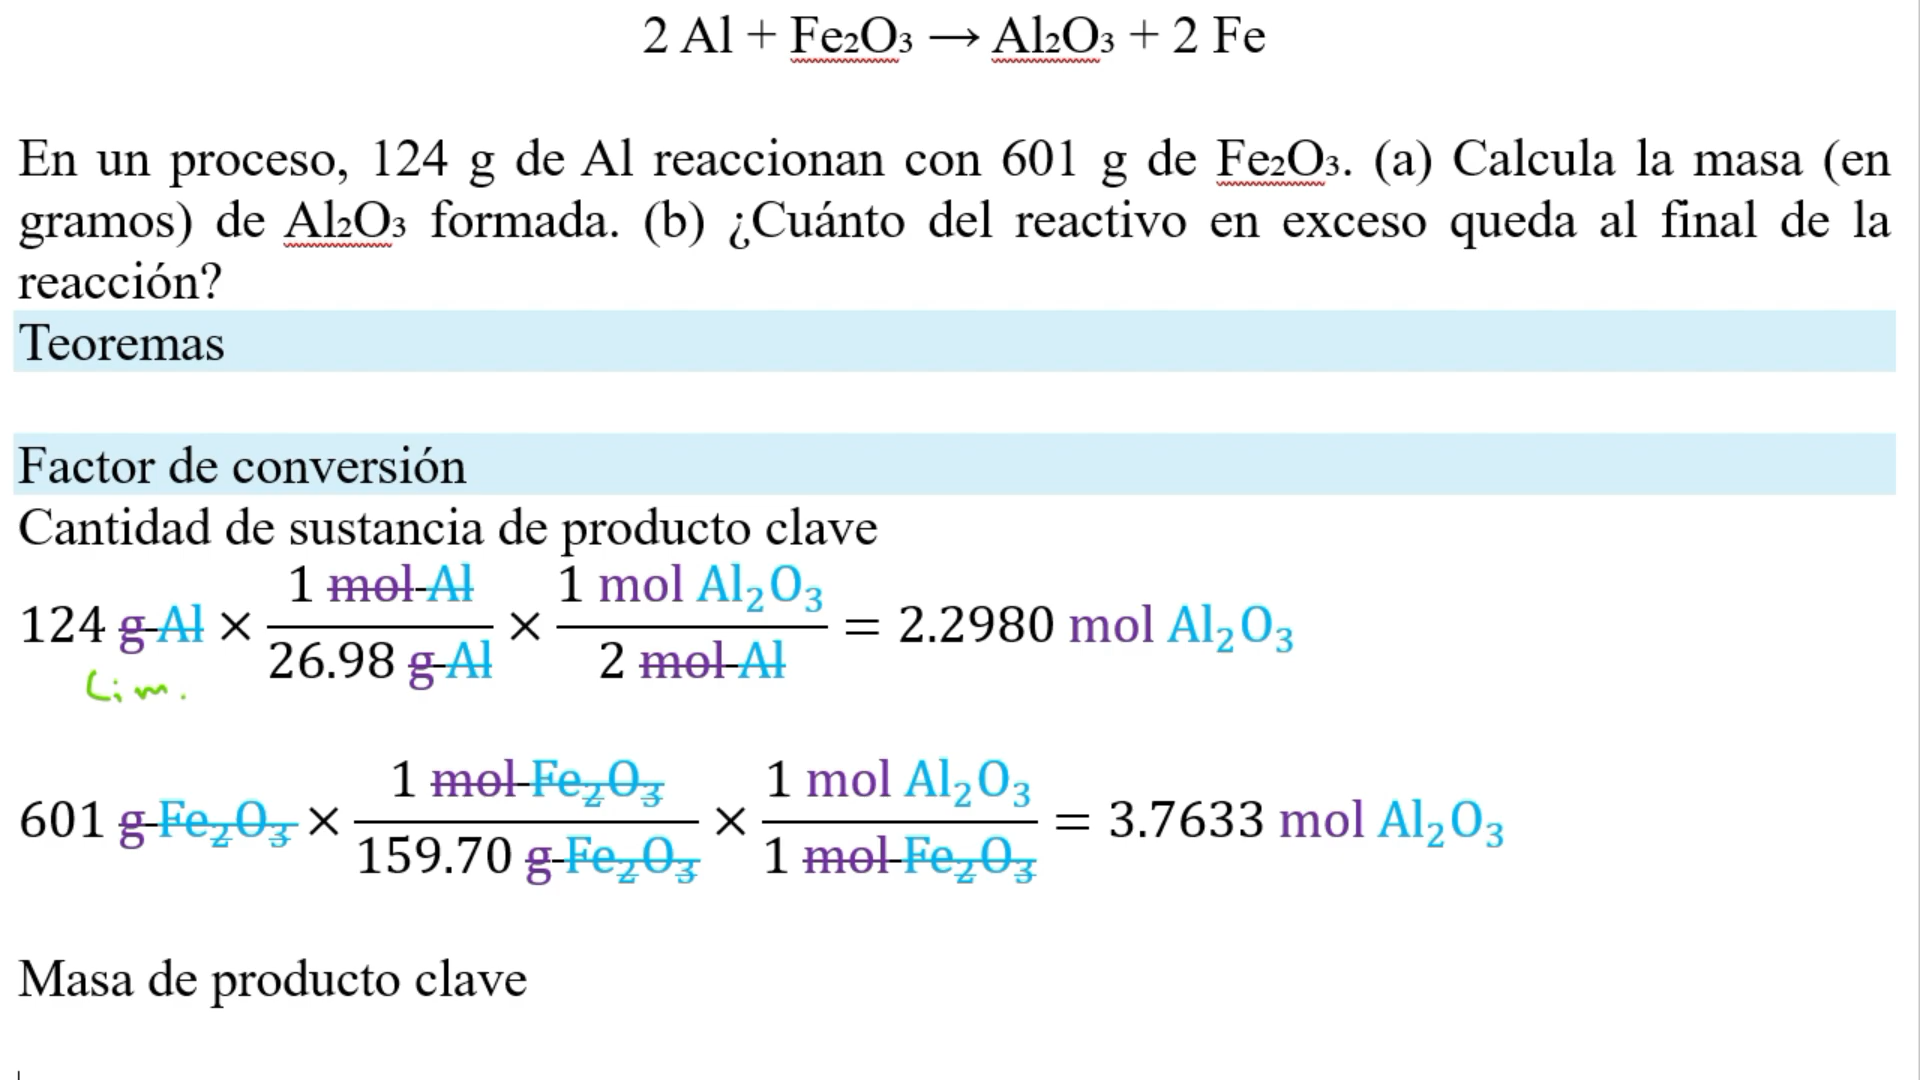 2 Al + Fe₂O₃ → Al₂O₃ + 2 Fe
En un proceso, 124 g de Al reaccionan con 601 g de Fe₂O₃. (a) Calcula la masa (en
gramos) de Al₂O₃ formada. (b) ¿Cuánto del reactivo en exceso queda al final de la
reacción?
Teoremas
Factor de conversión
Cantidad de sustancia de producto clave
124 g Al × (1 mol Al / 26.98 g Al) × (1 mol Al₂O₃ / 2 mol Al) = 2.2980 mol Al₂O₃
Lim.
601 g Fe₂O₃ × (1 mol Fe₂O₃ / 159.70 g Fe₂O₃) × (1 mol Al₂O₃ / 1 mol Fe₂O₃) = 3.7633 mol Al₂O₃
Masa de producto clave